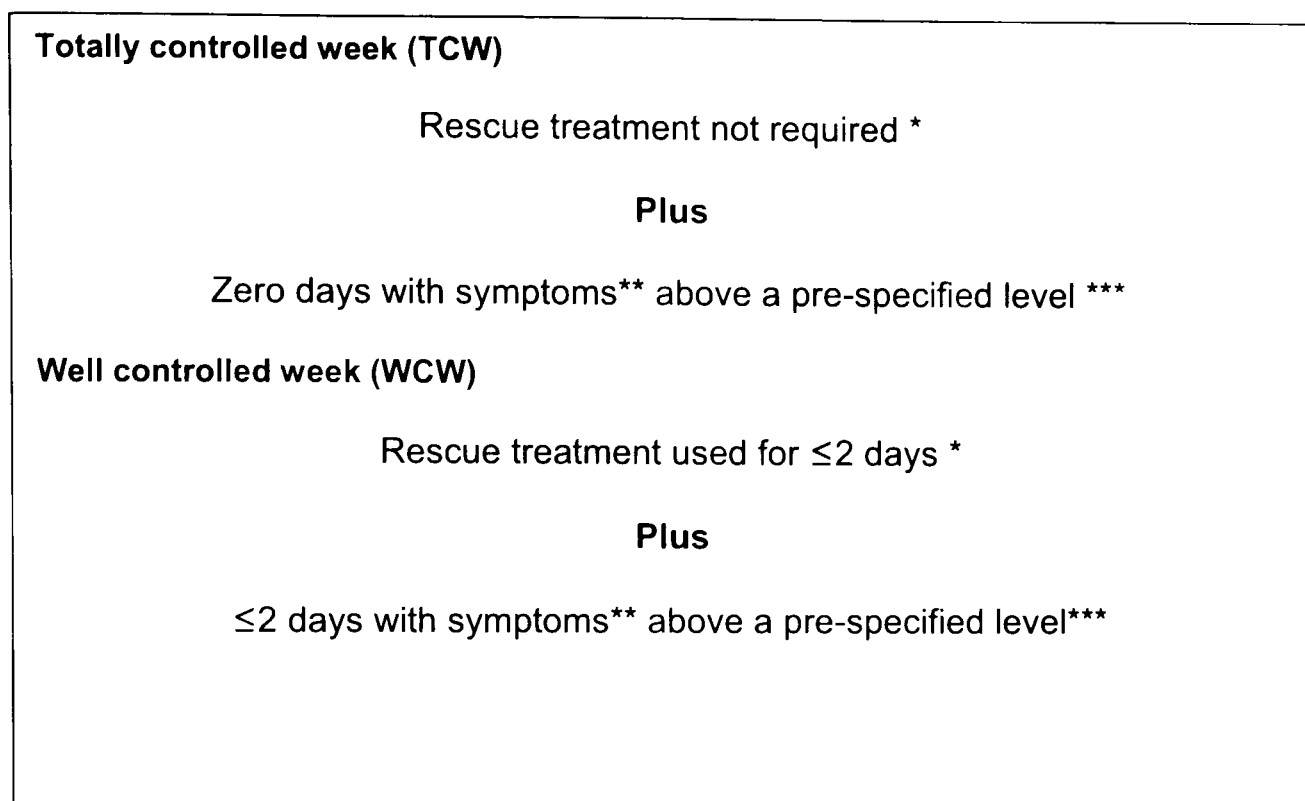 Totally controlled week (TCW)
Rescue treatment not required *
Plus
Zero days with symptoms** above a pre-specified level ***
Well controlled week (WCW)
Rescue treatment used for ≤2 days *
Plus
≤2 days with symptoms** above a pre-specified level***